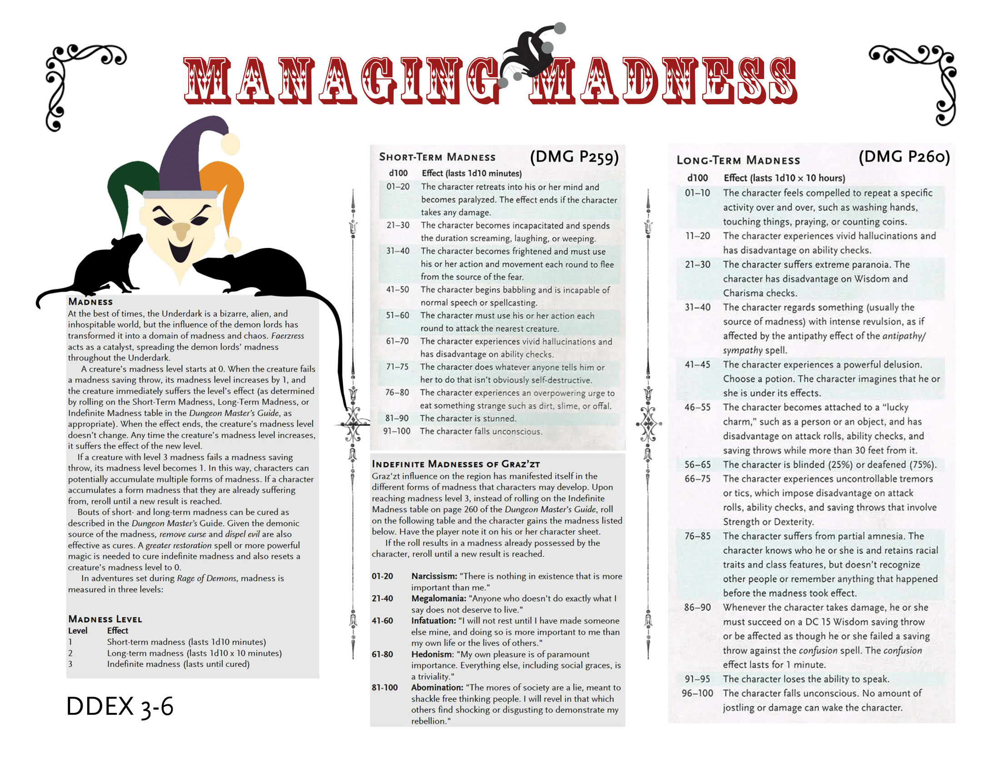 MANAGING MADNESS
MADNESS
At the best of times, the Underdark is a bizarre, alien, and
inhospitable world, but the influence of the demon lords has
transformed it into a domain of madness and chaos. Faerzress
acts as a catalyst, spreading the demon lords' madness
throughout the Underdark.
A creature's madness level starts at 0. When the creature fails
a madness saving throw, its madness level increases by 1, and
the creature immediately suffers the level's effect (as determined
by rolling on the Short-Term Madness, Long-Term Madness, or
Indefinite Madness table in the Dungeon Master's Guide, as
appropriate). When the effect ends, the creature's madness level
doesn't change. Any time the creature's madness level increases,
it suffers the effect of the new level.
If a creature with level 3 madness fails a madness saving
throw, its madness level becomes 1. In this way, characters can
potentially accumulate multiple forms of madness. If a character
accumulates a form madness that they are already suffering
from, reroll until a new result is reached.
Bouts of short- and long-term madness can be cured as
described in the Dungeon Master's Guide. Given the demonic
source of the madness, remove curse and dispel evil are also
effective as cures. A greater restoration spell or more powerful
magic is needed to cure indefinite madness and also resets a
creature's madness level to 0.
In adventures set during Rage of Demons, madness is
measured in three levels:
MADNESS LEVEL
Level Effect
1 Short-term madness (lasts 1d10 minutes)
2 Long-term madness (lasts 1d10 x 10 minutes)
3 Indefinite madness (lasts until cured)
DDEX 3-6
SHORT-TERM MADNESS (DMG P259)
d100 Effect (lasts 1d10 minutes)
01–20 The character retreats into his or her mind and
becomes paralyzed. The effect ends if the character
takes any damage.
21–30 The character becomes incapacitated and spends
the duration screaming, laughing, or weeping.
31–40 The character becomes frightened and must use
his or her action and movement each round to flee
from the source of the fear.
41–50 The character begins babbling and is incapable of
normal speech or spellcasting.
51–60 The character must use his or her action each
round to attack the nearest creature.
61–70 The character experiences vivid hallucinations and
has disadvantage on ability checks.
71–75 The character does whatever anyone tells him or
her to do that isn't obviously self-destructive.
76–80 The character experiences an overpowering urge to
eat something strange such as dirt, slime, or offal.
81–90 The character is stunned.
91–100 The character falls unconscious.
INDEFINITE MADNESSES OF GRAZ'ZT
Graz'zt influence on the region has manifested itself in the
different forms of madness that characters may develop. Upon
reaching madness level 3, instead of rolling on the Indefinite
Madness table on page 260 of the Dungeon Master's Guide, roll
on the following table and the character gains the madness listed
below. Have the player note it on his or her character sheet.
If the roll results in a madness already possessed by the
character, reroll until a new result is reached.
01-20 Narcissism: "There is nothing in existence that is more
important than me."
21-40 Megalomania: "Anyone who doesn't do exactly what I
say does not deserve to live."
41-60 Infatuation: "I will not rest until I have made someone
else mine, and doing so is more important to me than
my own life or the lives of others."
61-80 Hedonism: "My own pleasure is of paramount
importance. Everything else, including social graces, is
a triviality."
81-100 Abomination: "The mores of society are a lie, meant to
shackle free thinking people. I will revel in that which
others find shocking or disgusting to demonstrate my
rebellion."
LONG-TERM MADNESS (DMG P260)
d100 Effect (lasts 1d10 × 10 hours)
01–10 The character feels compelled to repeat a specific
activity over and over, such as washing hands,
touching things, praying, or counting coins.
11–20 The character experiences vivid hallucinations and
has disadvantage on ability checks.
21–30 The character suffers extreme paranoia. The
character has disadvantage on Wisdom and
Charisma checks.
31–40 The character regards something (usually the
source of madness) with intense revulsion, as if
affected by the antipathy effect of the antipathy/
sympathy spell.
41–45 The character experiences a powerful delusion.
Choose a potion. The character imagines that he or
she is under its effects.
46–55 The character becomes attached to a “lucky
charm,” such as a person or an object, and has
disadvantage on attack rolls, ability checks, and
saving throws while more than 30 feet from it.
56–65 The character is blinded (25%) or deafened (75%).
66–75 The character experiences uncontrollable tremors
or tics, which impose disadvantage on attack
rolls, ability checks, and saving throws that involve
Strength or Dexterity.
76–85 The character suffers from partial amnesia. The
character knows who he or she is and retains racial
traits and class features, but doesn't recognize
other people or remember anything that happened
before the madness took effect.
86–90 Whenever the character takes damage, he or she
must succeed on a DC 15 Wisdom saving throw
or be affected as though he or she failed a saving
throw against the confusion spell. The confusion
effect lasts for 1 minute.
91–95 The character loses the ability to speak.
96–100 The character falls unconscious. No amount of
jostling or damage can wake the character.